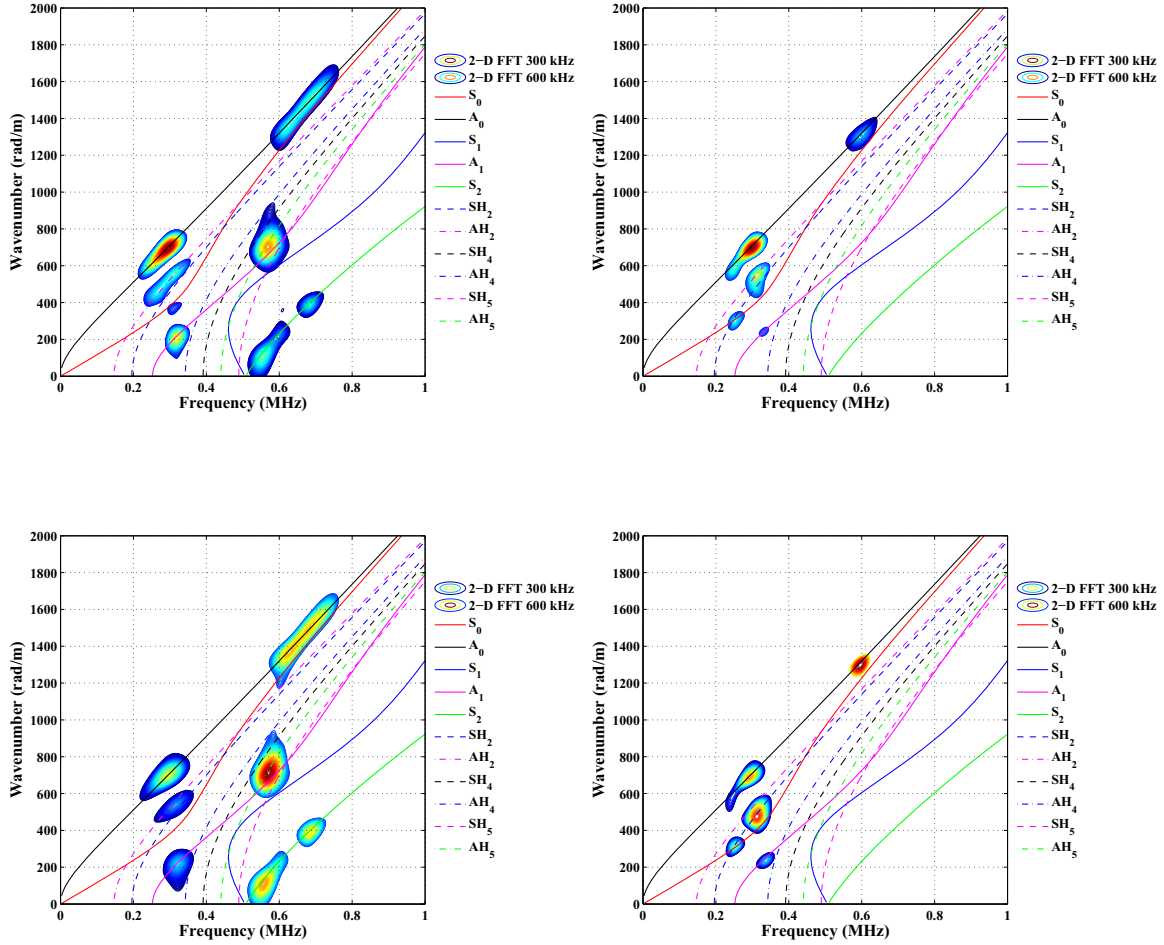 2000
1800
1600
1400
1200
1000
800
600
400
200
0
Wavenumber (rad/m)
0
0.2
0.4
0.6
0.8
1
Frequency (MHz)
2−D FFT 300 kHz
2−D FFT 600 kHz
S0
A0
S1
A1
S2
SH2
AH2
SH4
AH4
SH5
AH5
2000
1800
1600
1400
1200
1000
800
600
400
200
0
Wavenumber (rad/m)
0
0.2
0.4
0.6
0.8
1
Frequency (MHz)
2−D FFT 300 kHz
2−D FFT 600 kHz
S0
A0
S1
A1
S2
SH2
AH2
SH4
AH4
SH5
AH5
2000
1800
1600
1400
1200
1000
800
600
400
200
0
Wavenumber (rad/m)
0
0.2
0.4
0.6
0.8
1
Frequency (MHz)
2−D FFT 300 kHz
2−D FFT 600 kHz
S0
A0
S1
A1
S2
SH2
AH2
SH4
AH4
SH5
AH5
2000
1800
1600
1400
1200
1000
800
600
400
200
0
Wavenumber (rad/m)
0
0.2
0.4
0.6
0.8
1
Frequency (MHz)
2−D FFT 300 kHz
2−D FFT 600 kHz
S0
A0
S1
A1
S2
SH2
AH2
SH4
AH4
SH5
AH5